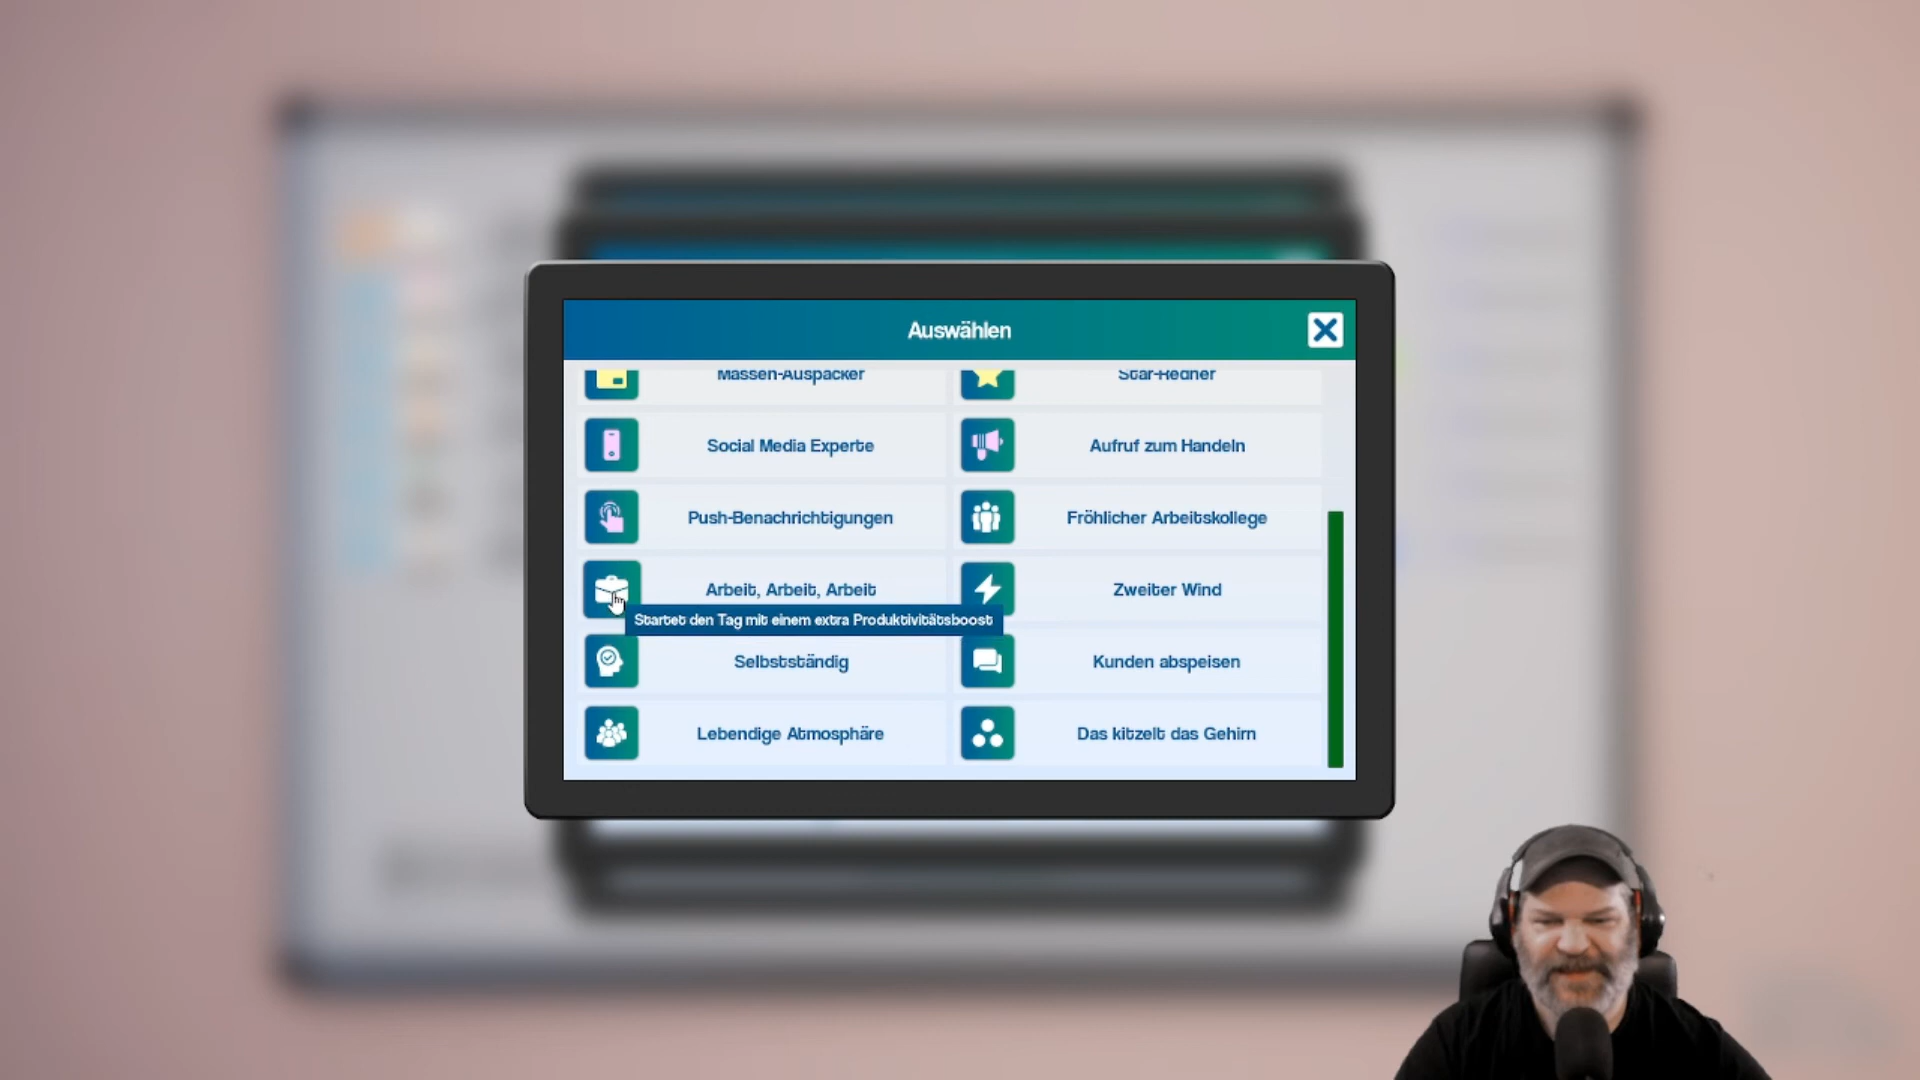 Auswählen
Massen-Auspacker
Star-Redner
Social Media Experte
Aufruf zum Handeln
Push-Benachrichtigungen
Fröhlicher Arbeitskollege
Arbeit, Arbeit, Arbeit
Zweiter Wind
Startet den Tag mit einem extra Produktivitätsboost
Selbstständig
Kunden abspeisen
Lebendige Atmosphäre
Das kitzelt das Gehirn